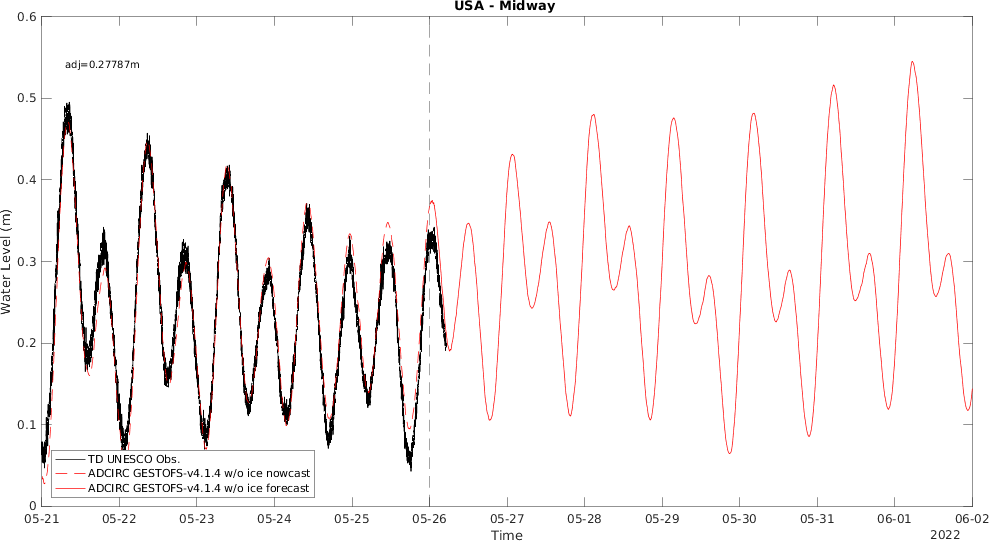 USA - Midway
0.6
adj=0.27787m
0.5
0.4
0.3
0.2
0.1
0
Water Level (m)
TD UNESCO Obs.
ADCIRC GESTOFS-v4.1.4 w/o ice nowcast
ADCIRC GESTOFS-v4.1.4 w/o ice forecast
05-21 05-22 05-23 05-24 05-25 05-26 05-27 05-28 05-29 05-30 05-31 06-01 06-02
Time
2022